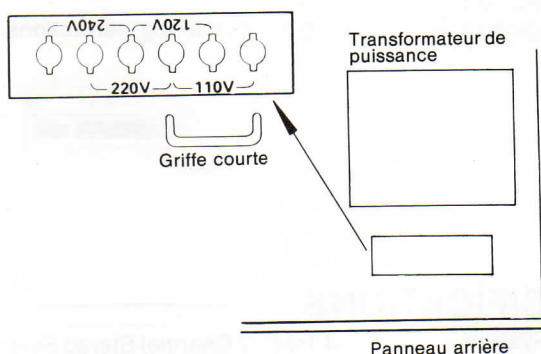 240V 120V
220V 110V
Griffe courte
Transformateur de
puissance
Panneau arrière